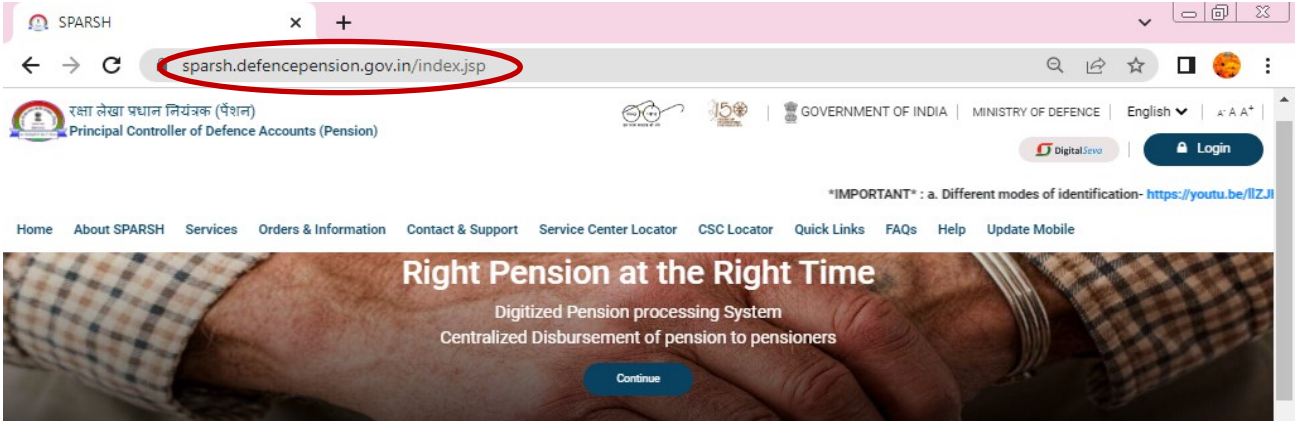 SPARSH
sparsh.defencepension.gov.in/index.jsp
रक्षा लेखा प्रधान नियंत्रक (पेंशन)
Principal Controller of Defence Accounts (Pension)
GOVERNMENT OF INDIA | MINISTRY OF DEFENCE | English | A- A A+ |
DigitalSeva | Login
*IMPORTANT* : a. Different modes of identification- https://youtu.be/
Home About SPARSH Services Orders & Information Contact & Support Service Center Locator CSC Locator Quick Links FAQs Help Update Mobile
Right Pension at the Right Time
Digitized Pension processing System
Centralized Disbursement of pension to pensioners
Continue